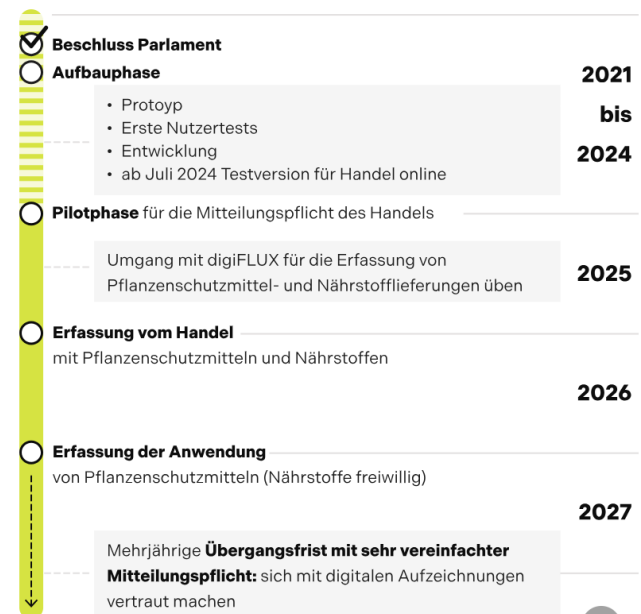 Beschluss Parlament
Aufbauphase
2021
bis
2024
• Protoyp
• Erste Nutzertests
• Entwicklung
• ab Juli 2024 Testversion für Handel online
Pilotphase für die Mitteilungspflicht des Handels
Umgang mit digiFLUX für die Erfassung von
Pflanzenschutzmittel- und Nährstofflieferungen üben
2025
Erfassung vom Handel
mit Pflanzenschutzmitteln und Nährstoffen
2026
Erfassung der Anwendung
von Pflanzenschutzmitteln (Nährstoffe freiwillig)
2027
Mehrjährige Übergangsfrist mit sehr vereinfachter
Mitteilungspflicht: sich mit digitalen Aufzeichnungen
vertraut machen